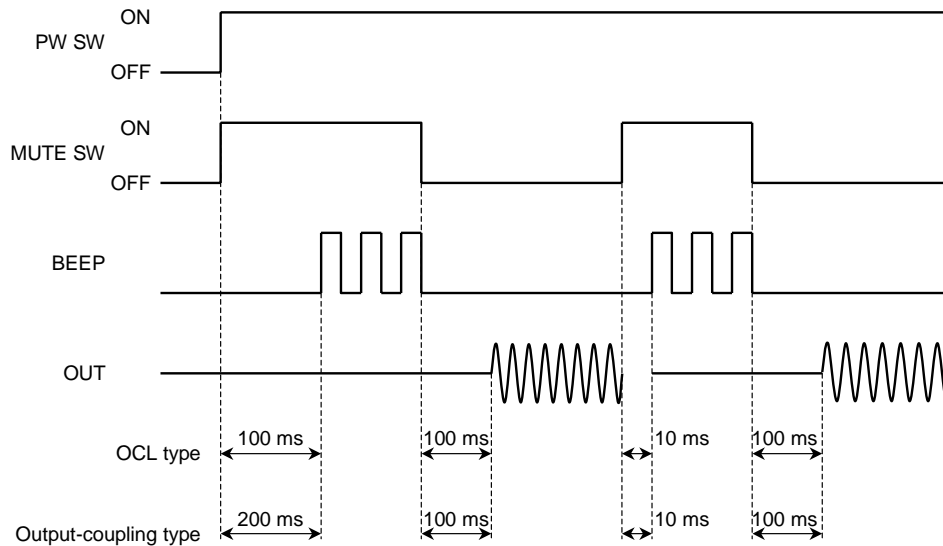 ON
PW SW
OFF
ON
MUTE SW
OFF
BEEP
OUT
OCL type
100 ms
100 ms
10 ms
100 ms
Output-coupling type
200 ms
100 ms
10 ms
100 ms